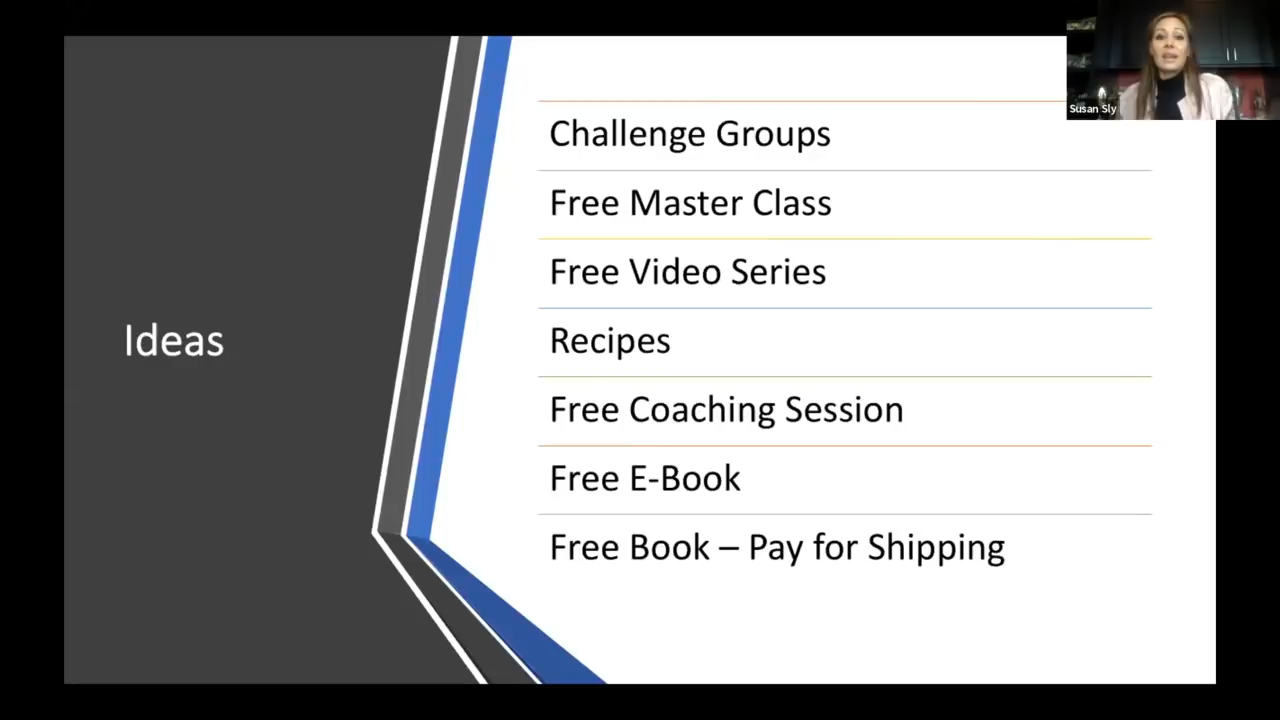 Susan Sly
Ideas
Challenge Groups
Free Master Class
Free Video Series
Recipes
Free Coaching Session
Free E-Book
Free Book – Pay for Shipping